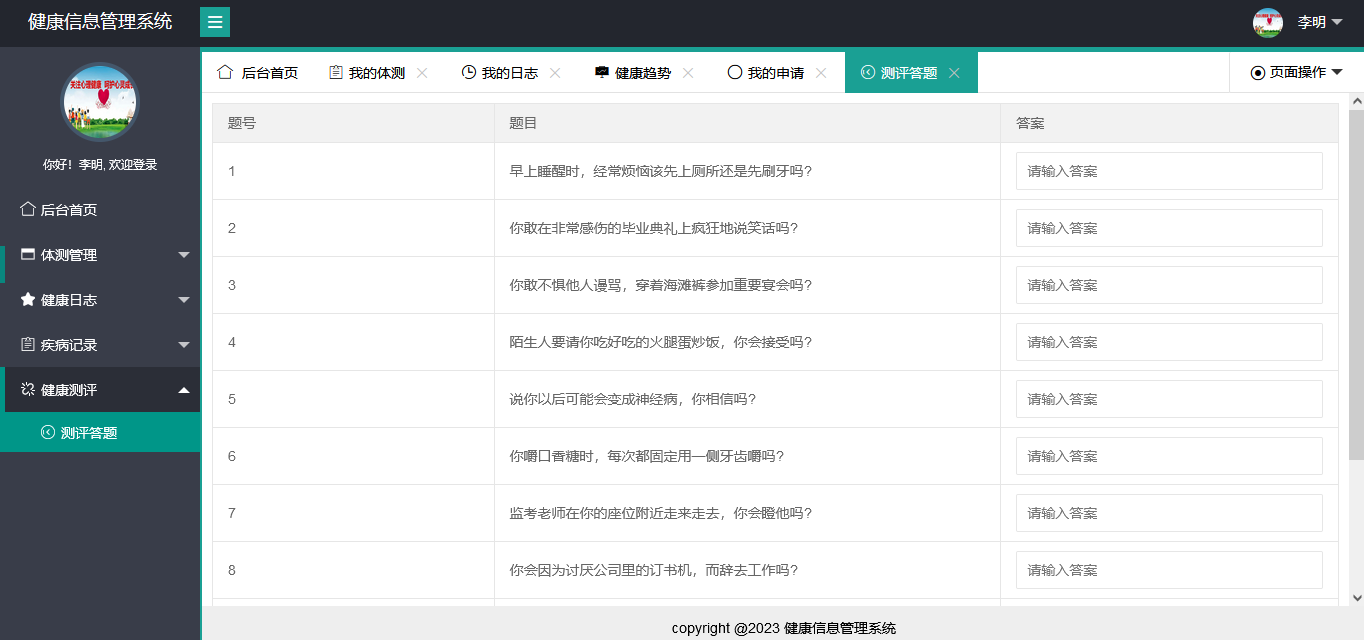 健康信息管理系统
李明
关注心理健康 呵护心灵成
你好！李明, 欢迎登录
后台首页
体测管理
健康日志
疾病记录
健康测评
测评答题
后台首页 我的体测 我的日志 健康趋势 我的申请 测评答题 页面操作
题号 题目 答案
1 早上睡醒时，经常烦恼该先上厕所还是先刷牙吗? 请输入答案
2 你敢在非常感伤的毕业典礼上疯狂地说笑话吗? 请输入答案
3 你敢不惧他人谩骂，穿着海滩裤参加重要宴会吗? 请输入答案
4 陌生人要请你吃好吃的火腿蛋炒饭，你会接受吗? 请输入答案
5 说你以后可能会变成神经病，你相信吗? 请输入答案
6 你嚼口香糖时，每次都固定用一侧牙齿嚼吗? 请输入答案
7 监考老师在你的座位附近走来走去，你会瞪他吗? 请输入答案
8 你会因为讨厌公司里的订书机，而辞去工作吗? 请输入答案
copyright @2023 健康信息管理系统